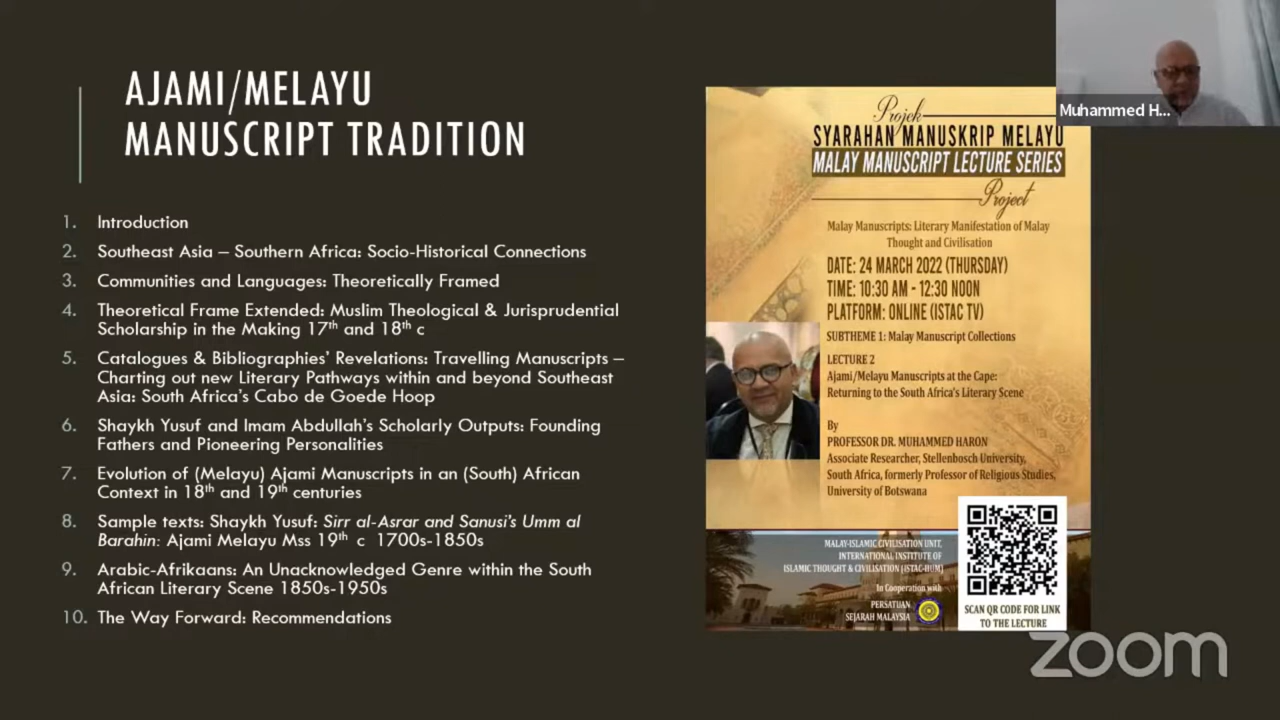 AJAMI/MELAYU
MANUSCRIPT TRADITION
1. Introduction
2. Southeast Asia – Southern Africa: Socio-Historical Connections
3. Communities and Languages: Theoretically Framed
4. Theoretical Frame Extended: Muslim Theological & Jurisprudential
Scholarship in the Making 17th and 18th c
5. Catalogues & Bibliographies' Revelations: Travelling Manuscripts –
Charting out new Literary Pathways within and beyond Southeast
Asia: South Africa's Cabo de Goede Hoop
6. Shaykh Yusuf and Imam Abdullah's Scholarly Outputs: Founding
Fathers and Pioneering Personalities
7. Evolution of (Melayu) Ajami Manuscripts in an (South) African
Context in 18th and 19th centuries
8. Sample texts: Shaykh Yusuf: Sirr al-Asrar and Sanusi's Umm al
Barahin: Ajami Melayu Mss 19th c 1700s-1850s
9. Arabic-Afrikaans: An Unacknowledged Genre within the South
African Literary Scene 1850s-1950s
10. The Way Forward: Recommendations
Projek
SYARAHAN MANUSKRIP MELAYU
MALAY MANUSCRIPT LECTURE SERIES
Project
Malay Manuscripts: Literary Manifestation of Malay
Thought and Civilisation
DATE: 24 MARCH 2022 (THURSDAY)
TIME: 10:30 AM - 12:30 NOON
PLATFORM: ONLINE (ISTAC TV)
SUBTHEME 1: Malay Manuscript Collections
LECTURE 2
Ajami/Melayu Manuscripts at the Cape:
Returning to the South Africa's Literary Scene
By
PROFESSOR DR. MUHAMMED HARON
Associate Researcher, Stellenbosch University,
South Africa, formerly Professor of Religious Studies,
University of Botswana
MALAY-ISLAMIC CIVILISATION UNIT,
INTERNATIONAL INSTITUTE OF
ISLAMIC THOUGHT & CIVILISATION (ISTAC-IIUM)
In Cooperation with
PERSATUAN
SEJARAH MALAYSIA
SCAN QR CODE FOR LINK
TO THE LECTURE
Muhammed H...
zoom